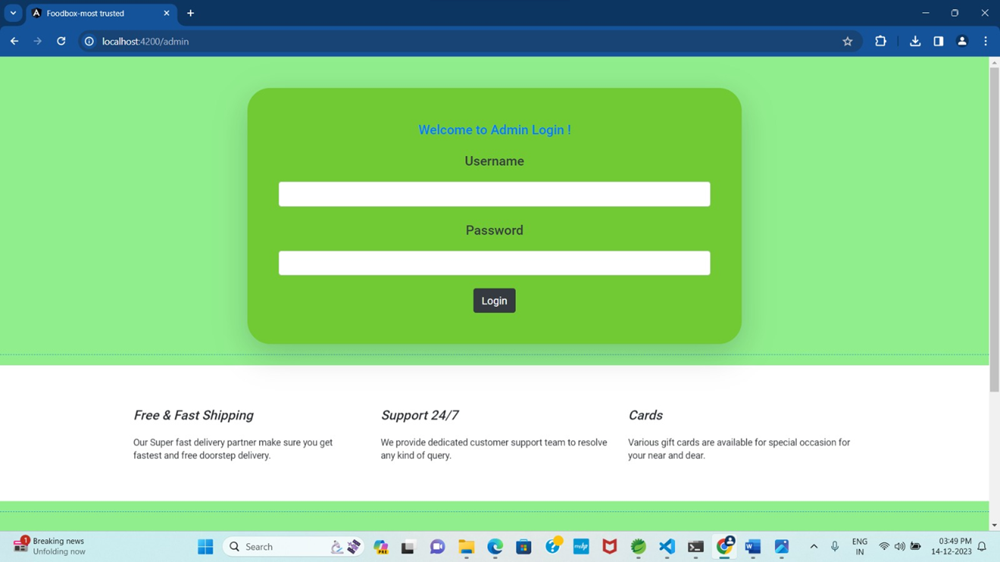 Foodbox-most trusted
localhost:4200/admin
Welcome to Admin Login !
Username
Password
Login
Free & Fast Shipping
Our Super fast delivery partner make sure you get
fastest and free doorstep delivery.
Support 24/7
We provide dedicated customer support team to resolve
any kind of query.
Cards
Various gift cards are available for special occasion for
your near and dear.
1
Breaking news
Unfolding now
Search
PRE
myhp
ENG
IN
03:49 PM
14-12-2023